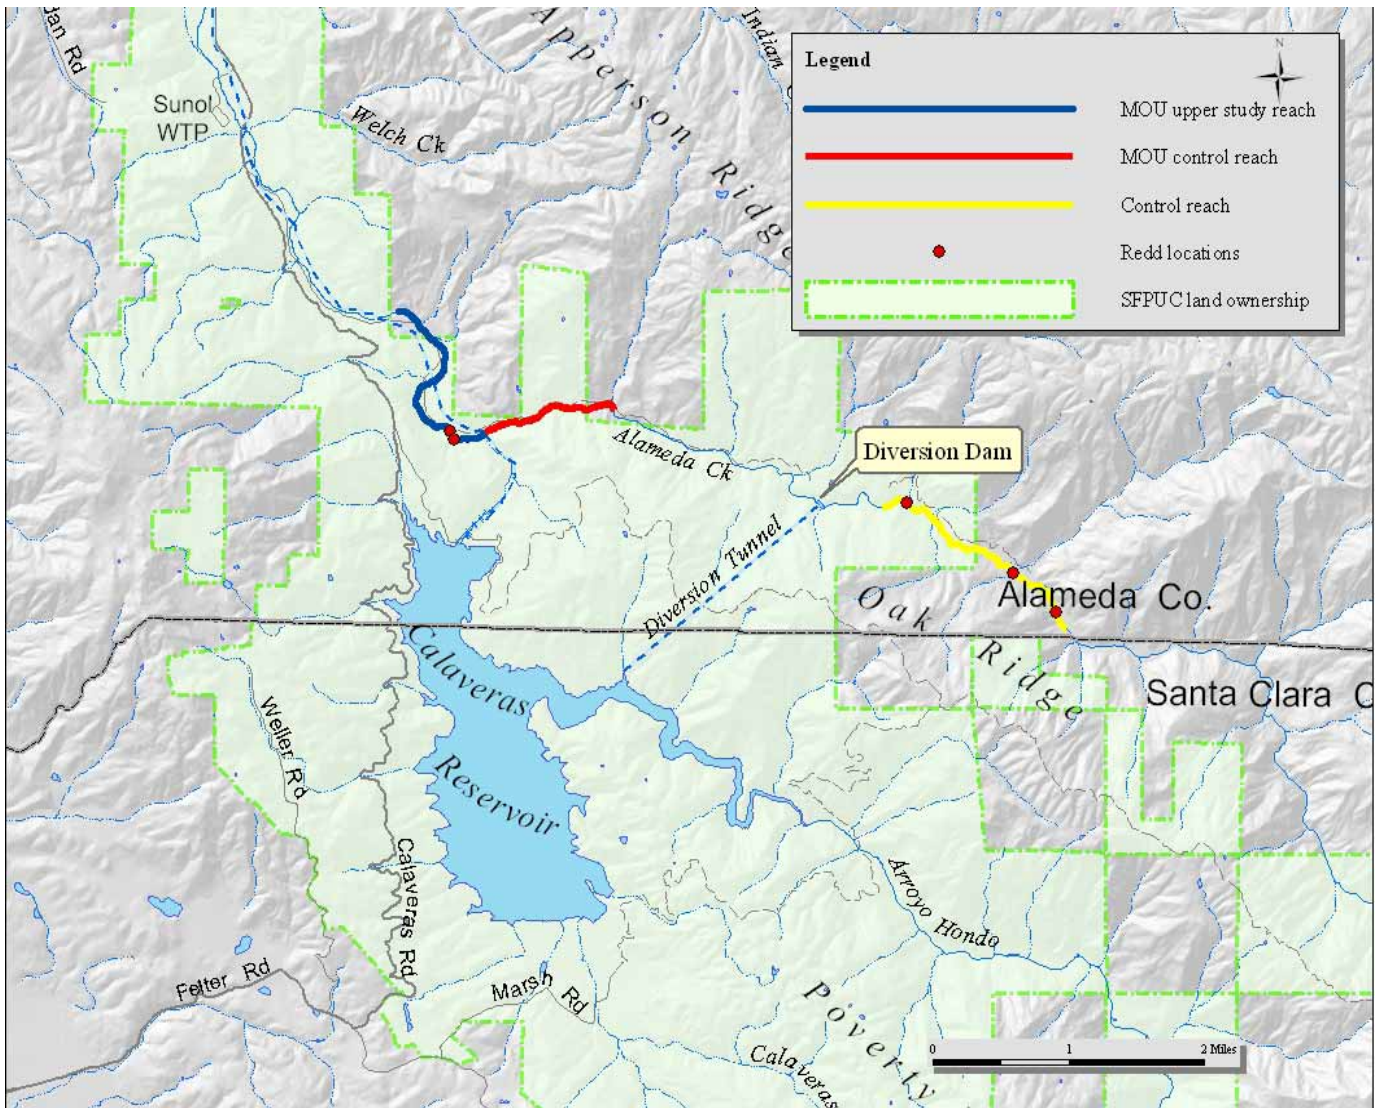 dan Rd
Sunol
WTP
Welch Ck
Apperson Ridge
Indian
Legend
N
MOU upper study reach
MOU control reach
Control reach
Redd locations
SFPUC land ownership
Alameda Ck
Diversion Dam
Diversion Tunnel
Oak Ridge
Alameda Co.
Santa Clara C
Calaveras
Reservoir
Weller Rd
Calaveras Rd
Arroyo Hondo
Felter Rd
Marsh Rd
Poverty
Calaveras
0 1 2 Miles